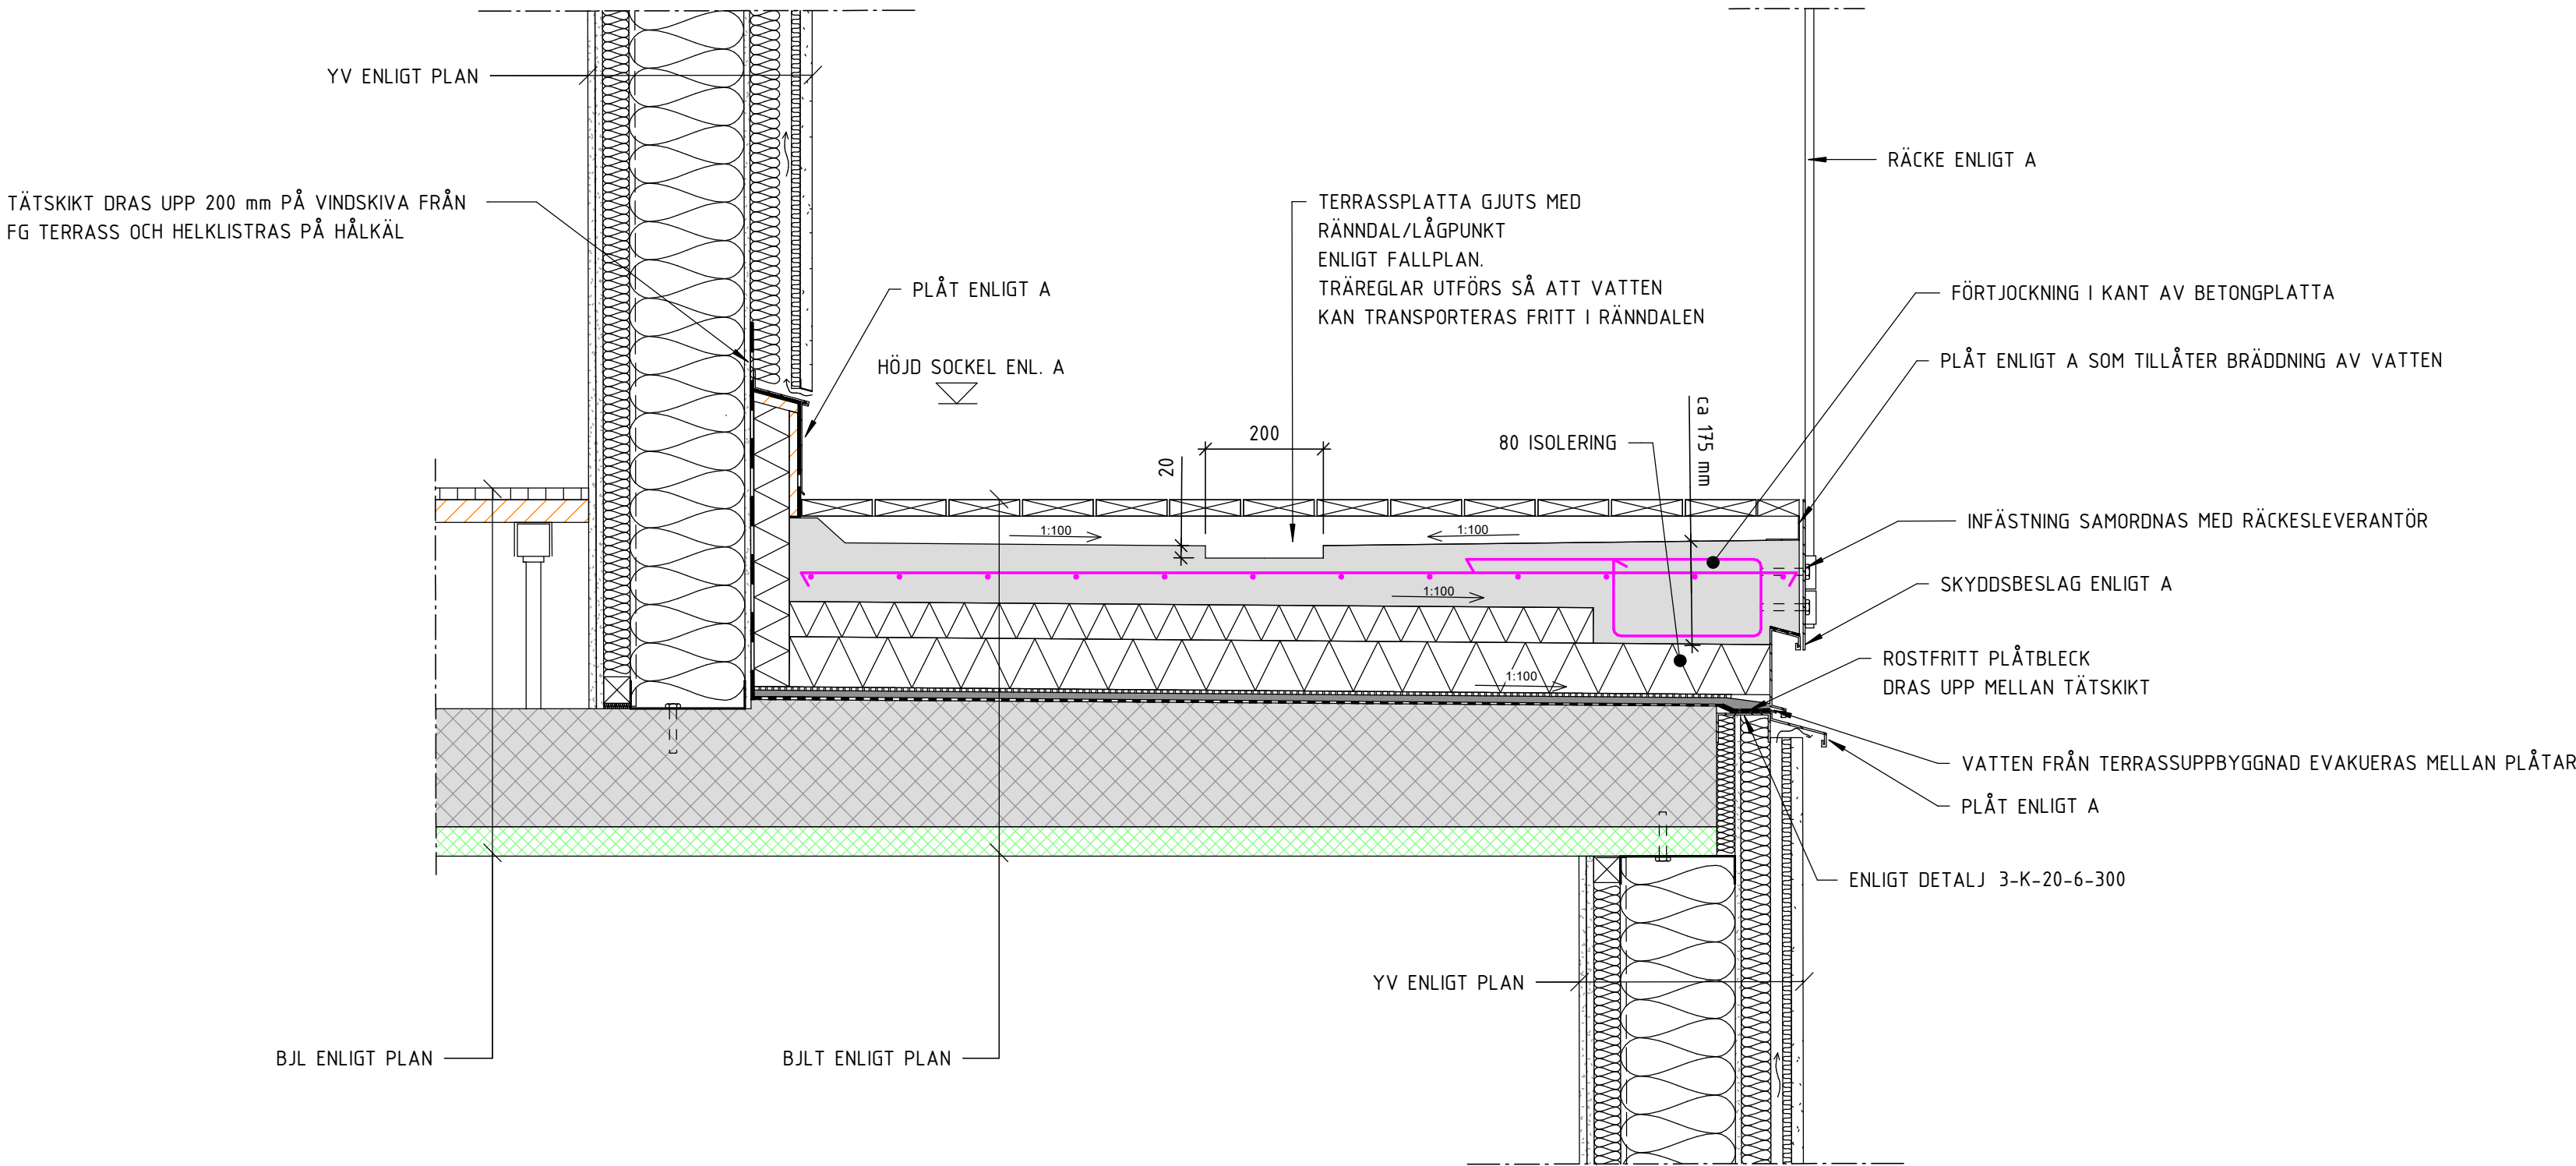 YV ENLIGT PLAN
TÄTSKIKT DRAS UPP 200 mm PÅ VINDSKIVA FRÅN
FG TERRASS OCH HELKLISTRAS PÅ HÅLKÄL
PLÅT ENLIGT A
HÖJD SOCKEL ENL. A
TERRASSPLATTA GJUTS MED
RÄNNDAL/LÅGPUNKT
ENLIGT FALLPLAN.
TRÄREGLAR UTFÖRS SÅ ATT VATTEN
KAN TRANSPORTERAS FRITT I RÄNNDALEN
RÄCKE ENLIGT A
FÖRTJOCKNING I KANT AV BETONGPLATTA
PLÅT ENLIGT A SOM TILLÅTER BRÄDDNING AV VATTEN
200
20
80 ISOLERING
ca 175 mm
1:100
1:100
1:100
1:100
INFÄSTNING SAMORDNAS MED RÄCKESLEVERANTÖR
SKYDDSBESLAG ENLIGT A
ROSTFRITT PLÅTBLECK
DRAS UPP MELLAN TÄTSKIKT
VATTEN FRÅN TERRASSUPPBYGGNAD EVAKUERAS MELLAN PLÅTAR
PLÅT ENLIGT A
ENLIGT DETALJ 3-K-20-6-300
YV ENLIGT PLAN
BJL ENLIGT PLAN
BJLT ENLIGT PLAN